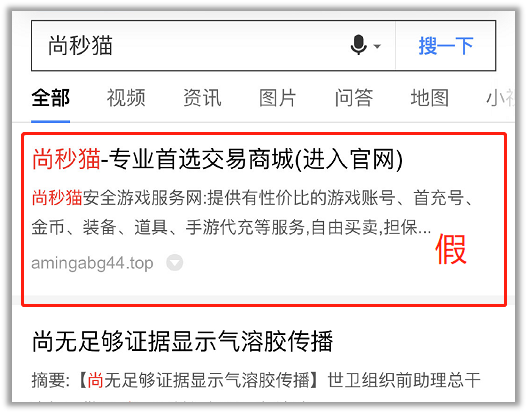 尚秒猫
搜一下
全部 视频 资讯 图片 问答 地图 小
尚秒猫-专业首选交易商城(进入官网)
尚秒猫安全游戏服务网:提供有性价比的游戏账号、首充号、
金币、装备、道具、手游代充等服务,自由买卖,担保...
假
amingabg44.top
尚无足够证据显示气溶胶传播
摘要:【尚无足够证据显示气溶胶传播】世卫组织前助理总干